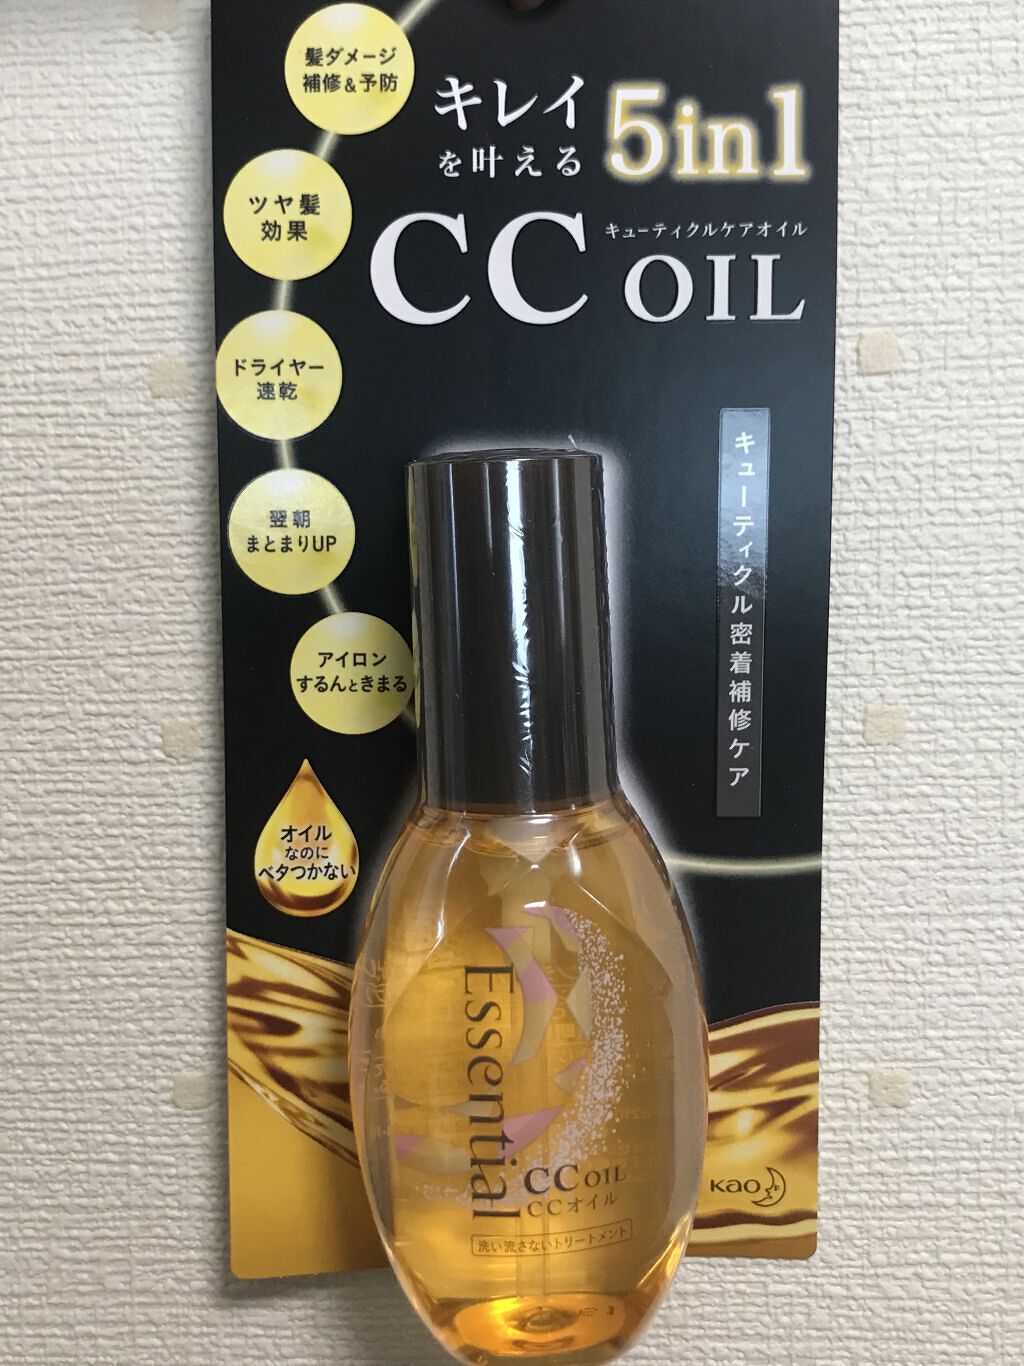 髪ダメージ
補修&予防
キレイ
を叶える
5in1
ツヤ髪
効果
キューティクルケアオイル
CC OIL
ドライヤー
速乾
翌朝
まとまりUP
アイロン
するんときまる
キューティクル密着補修ケア
オイル
なのに
ベタつかない
Essential
CC OIL
CCオイル
洗い流さないトリートメント
Kao